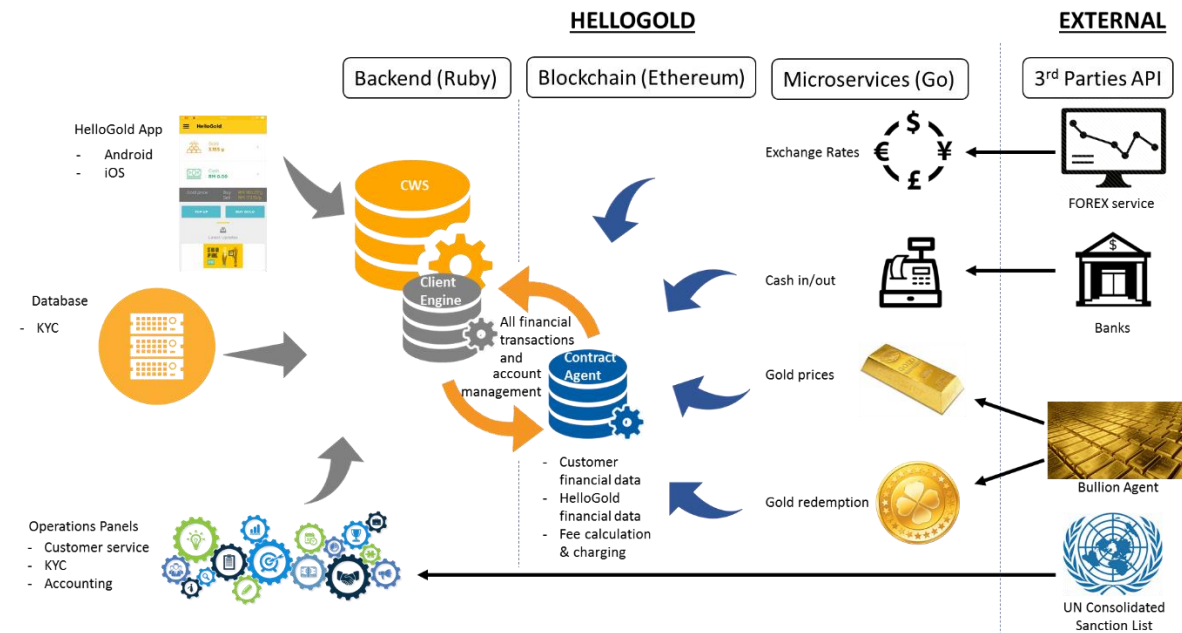 HELLOGOLD
EXTERNAL
Backend (Ruby)
Blockchain (Ethereum)
Microservices (Go)
3rd Parties API
HelloGold App
- Android
- iOS
HelloGold
CWS
Exchange Rates
$
€
¥
£
FOREX service
Database
- KYC
Client
Engine
All financial
transactions
and
account
management
Contract
Agent
Cash in/out
$
Banks
Gold prices
Bullion Agent
- Customer
financial data
- HelloGold
financial data
- Fee calculation
& charging
Gold redemption
Operations Panels
- Customer service
- KYC
- Accounting
UN Consolidated
Sanction List